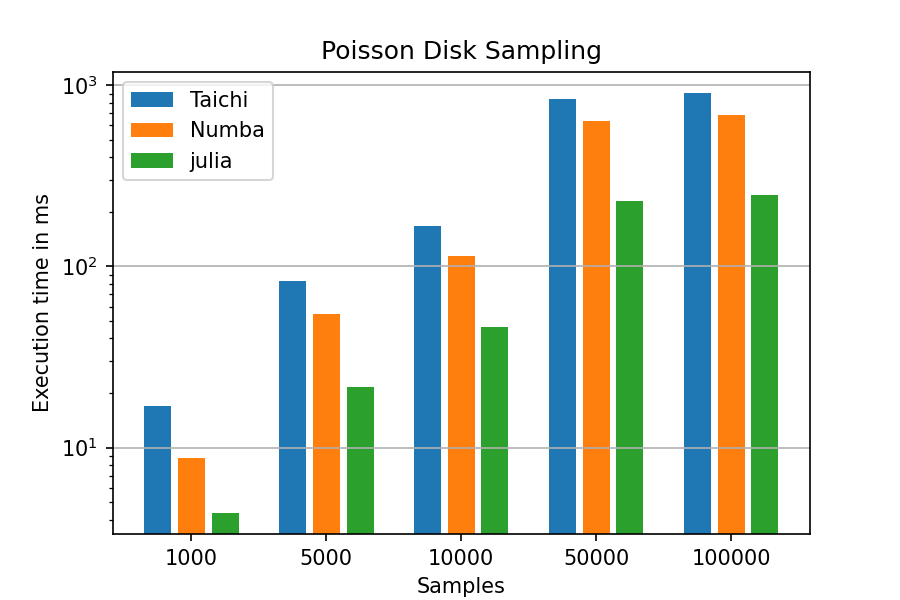 Poisson Disk Sampling
Execution time in ms
10³
10²
10¹
Taichi
Numba
julia
1000 5000 10000 50000 100000
Samples